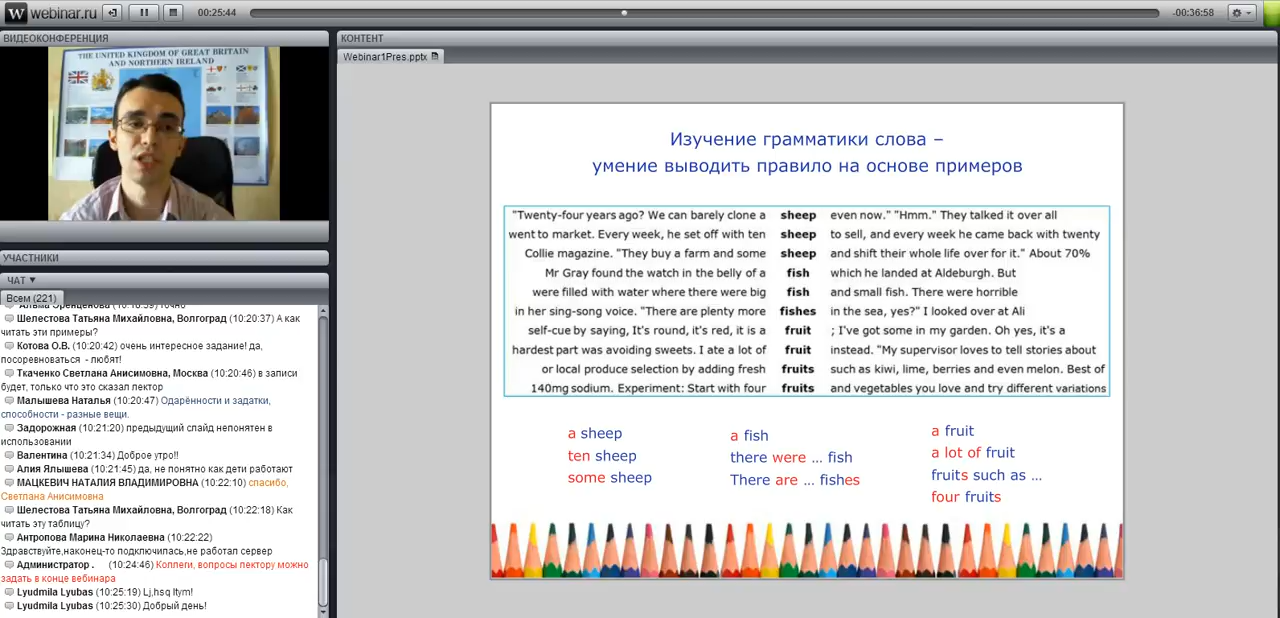 W webinar.ru
00:25:44
-00:36:58
ВИДЕОКОНФЕРЕНЦИЯ
THE UNITED KINGDOM OF GREAT BRITAIN
AND NORTHERN IRELAND
УЧАСТНИКИ
ЧАТ
Всем (221)
Шелестова Татьяна Михайловна, Волгоград (10:20:37) А как
читать эти примеры?
Котова О.В. (10:20:42) очень интересное задание! да,
посоревноваться - любят!
Ткаченко Светлана Анисимовна, Москва (10:20:46) в записи
будет, только что это сказал лектор
Малышева Наталья (10:20:47) Одарённости и задатки,
способности - разные вещи.
Задорожная (10:21:20) предыдущий слайд непонятен в
использовании
Валентина (10:21:34) Доброе утро!!
Алия Ялышева (10:21:45) да, не понятно как дети работают
МАЦКЕВИЧ НАТАЛИЯ ВЛАДИМИРОВНА (10:22:10) спасибо,
Светлана Анисимовна
Шелестова Татьяна Михайловна, Волгоград (10:22:18) Как
читать эту таблицу?
Антропова Марина Николаевна (10:22:22)
Здравствуйте,наконец-то подключилась,не работал сервер
Администратор . (10:24:46) Коллеги, вопросы лектору можно
задать в конце вебинара
Lyudmila Lyubas (10:25:19) Lj,hsq ltym!
Lyudmila Lyubas (10:25:30) Добрый день!
КОНТЕНТ
Webinar1Pres.pptx
Изучение грамматики слова –
умение выводить правило на основе примеров
"Twenty-four years ago? We can barely clone a sheep even now." "Hmm." They talked it over all
went to market. Every week, he set off with ten sheep to sell, and every week he came back with twenty
Collie magazine. "They buy a farm and some sheep and shift their whole life over for it." About 70%
Mr Gray found the watch in the belly of a fish which he landed at Aldeburgh. But
were filled with water where there were big fish and small fish. There were horrible
in her sing-song voice. "There are plenty more fishes in the sea, yes?" I looked over at Ali
self-cue by saying, It's round, it's red, it is a fruit ; I've got some in my garden. Oh yes, it's a
hardest part was avoiding sweets. I ate a lot of fruit instead. "My supervisor loves to tell stories about
or local produce selection by adding fresh fruits such as kiwi, lime, berries and even melon. Best of
140mg sodium. Experiment: Start with four fruits and vegetables you love and try different variations
a sheep
ten sheep
some sheep
a fish
there were ... fish
There are ... fishes
a fruit
a lot of fruit
fruits such as ...
four fruits